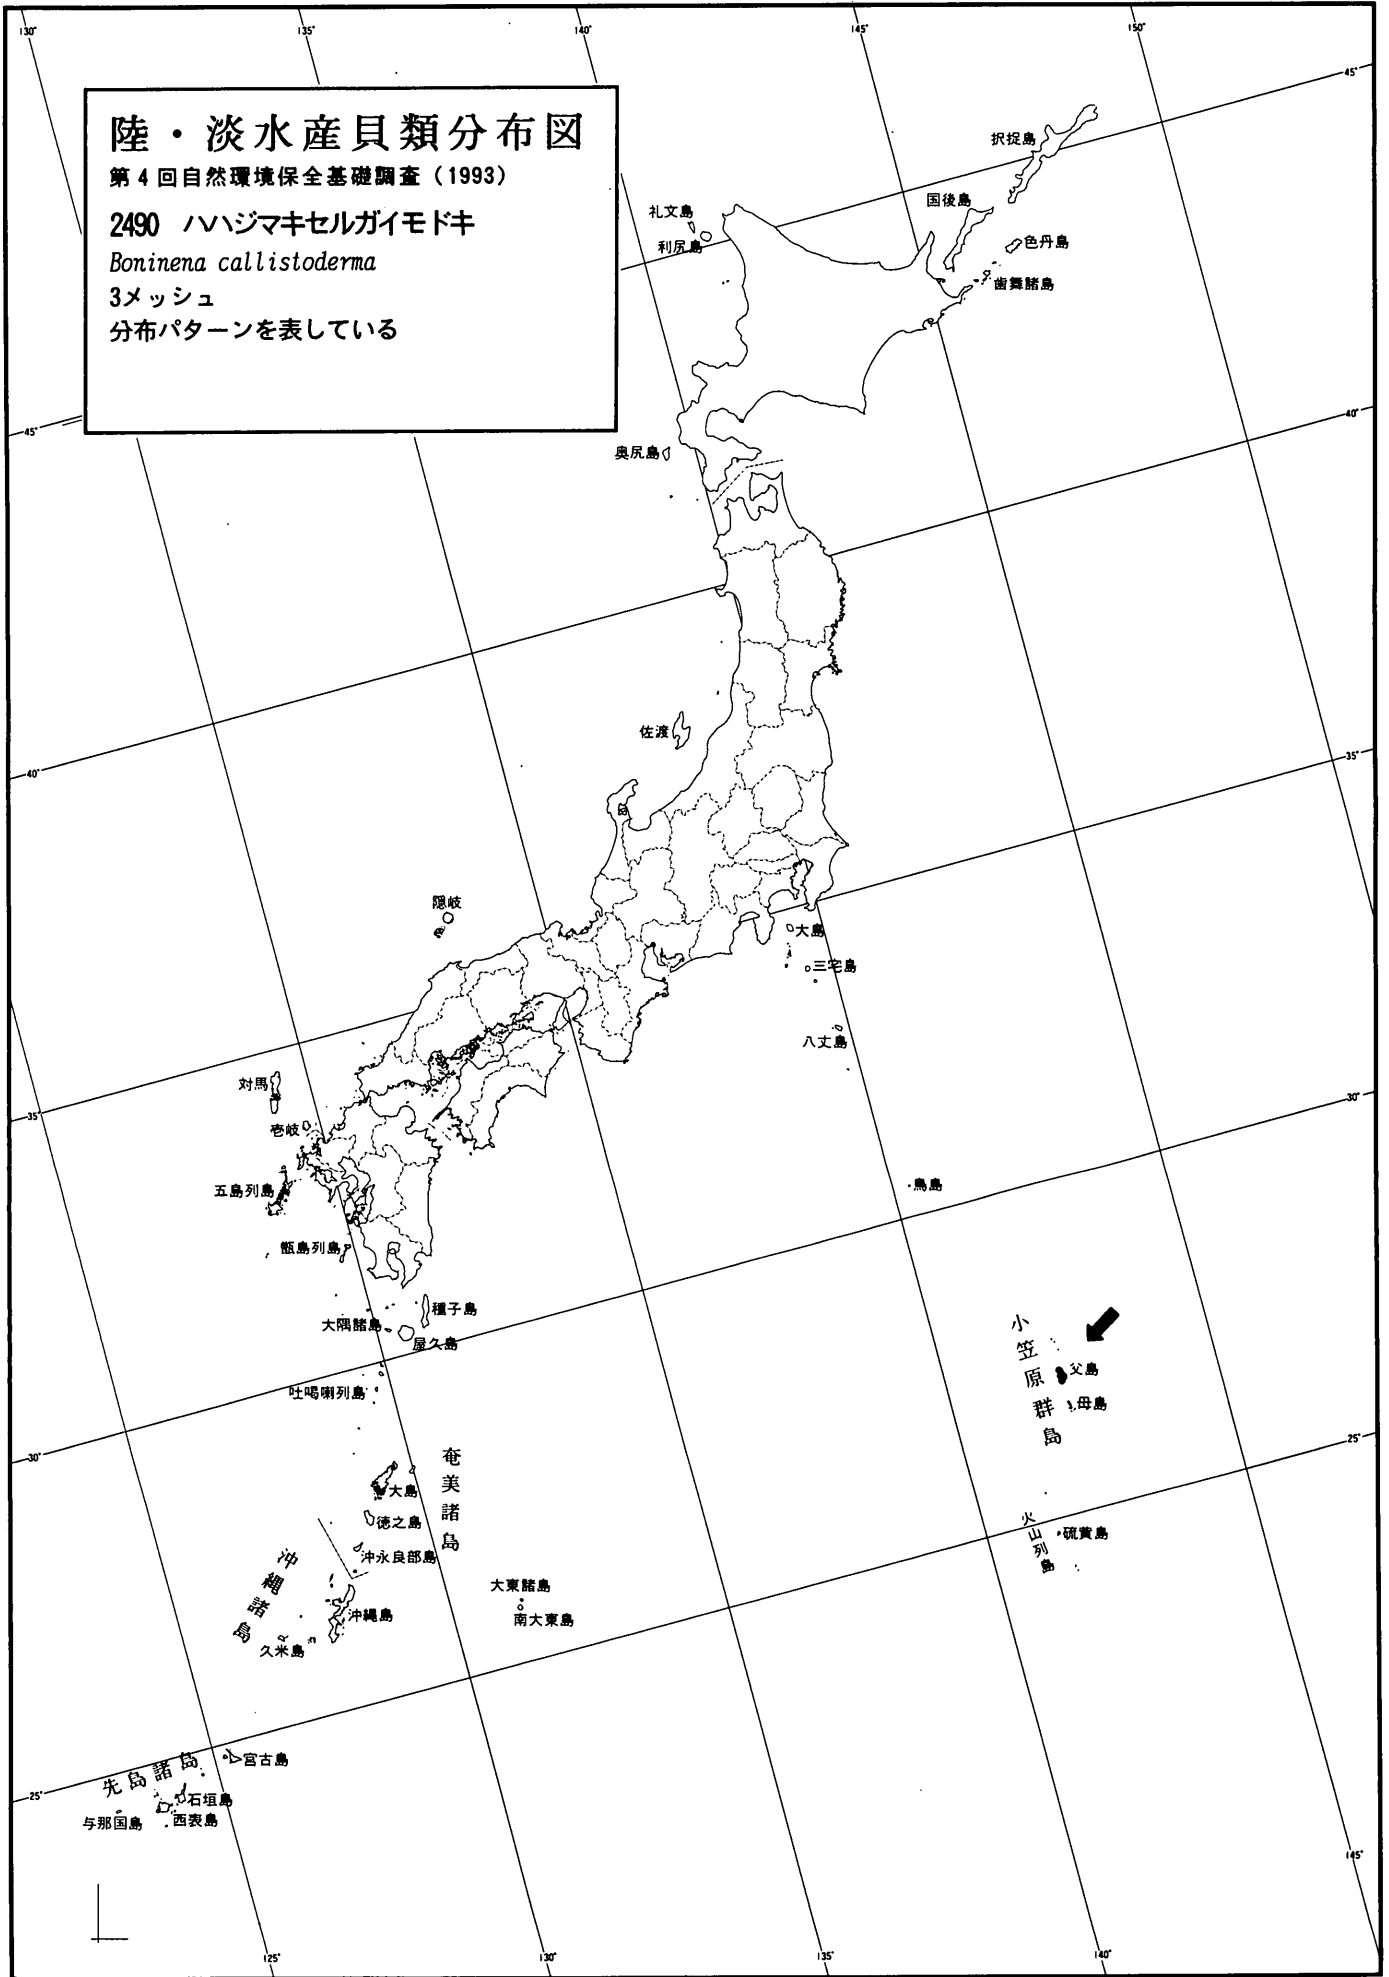 130°
135°
140°
145°
150°
陸・淡水産貝類分布図
第4回自然環境保全基礎調査（1993）
2490 ハハジマキセルガイモドキ
Boninena callistoderma
3メッシュ
分布パターンを表している
45°
択捉島
国後島
色丹島
歯舞諸島
礼文島
利尻島
45°
40°
奥尻島
佐渡
40°
35°
隠岐
大島
三宅島
八丈島
対馬
35°
壱岐
30°
五島列島
鳥島
甑島列島
種子島
大隅諸島
屋久島
吐噶喇列島
小笠原群島
父島
母島
30°
25°
奄美諸島
大島
徳之島
沖永良部島
火山列島
硫黄島
沖縄諸島
沖縄島
久米島
大東諸島
南大東島
先島諸島
宮古島
25°
石垣島
西表島
与那国島
145°
125°
130°
135°
140°